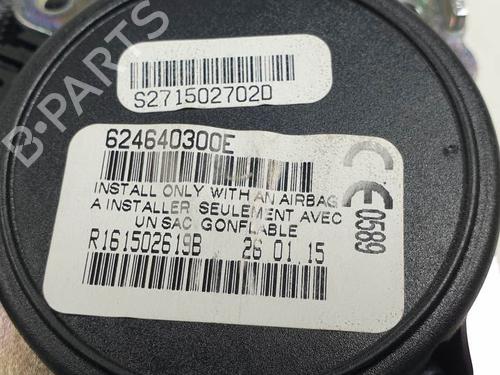 B-PARTS
S271502702D
624640300E
INSTALL ONLY WITH AN AIRBAG
A INSTALLER SEULEMENT AVEC
UN SAC GONFLABLE
R161502619B 26 01 15
CE 0589